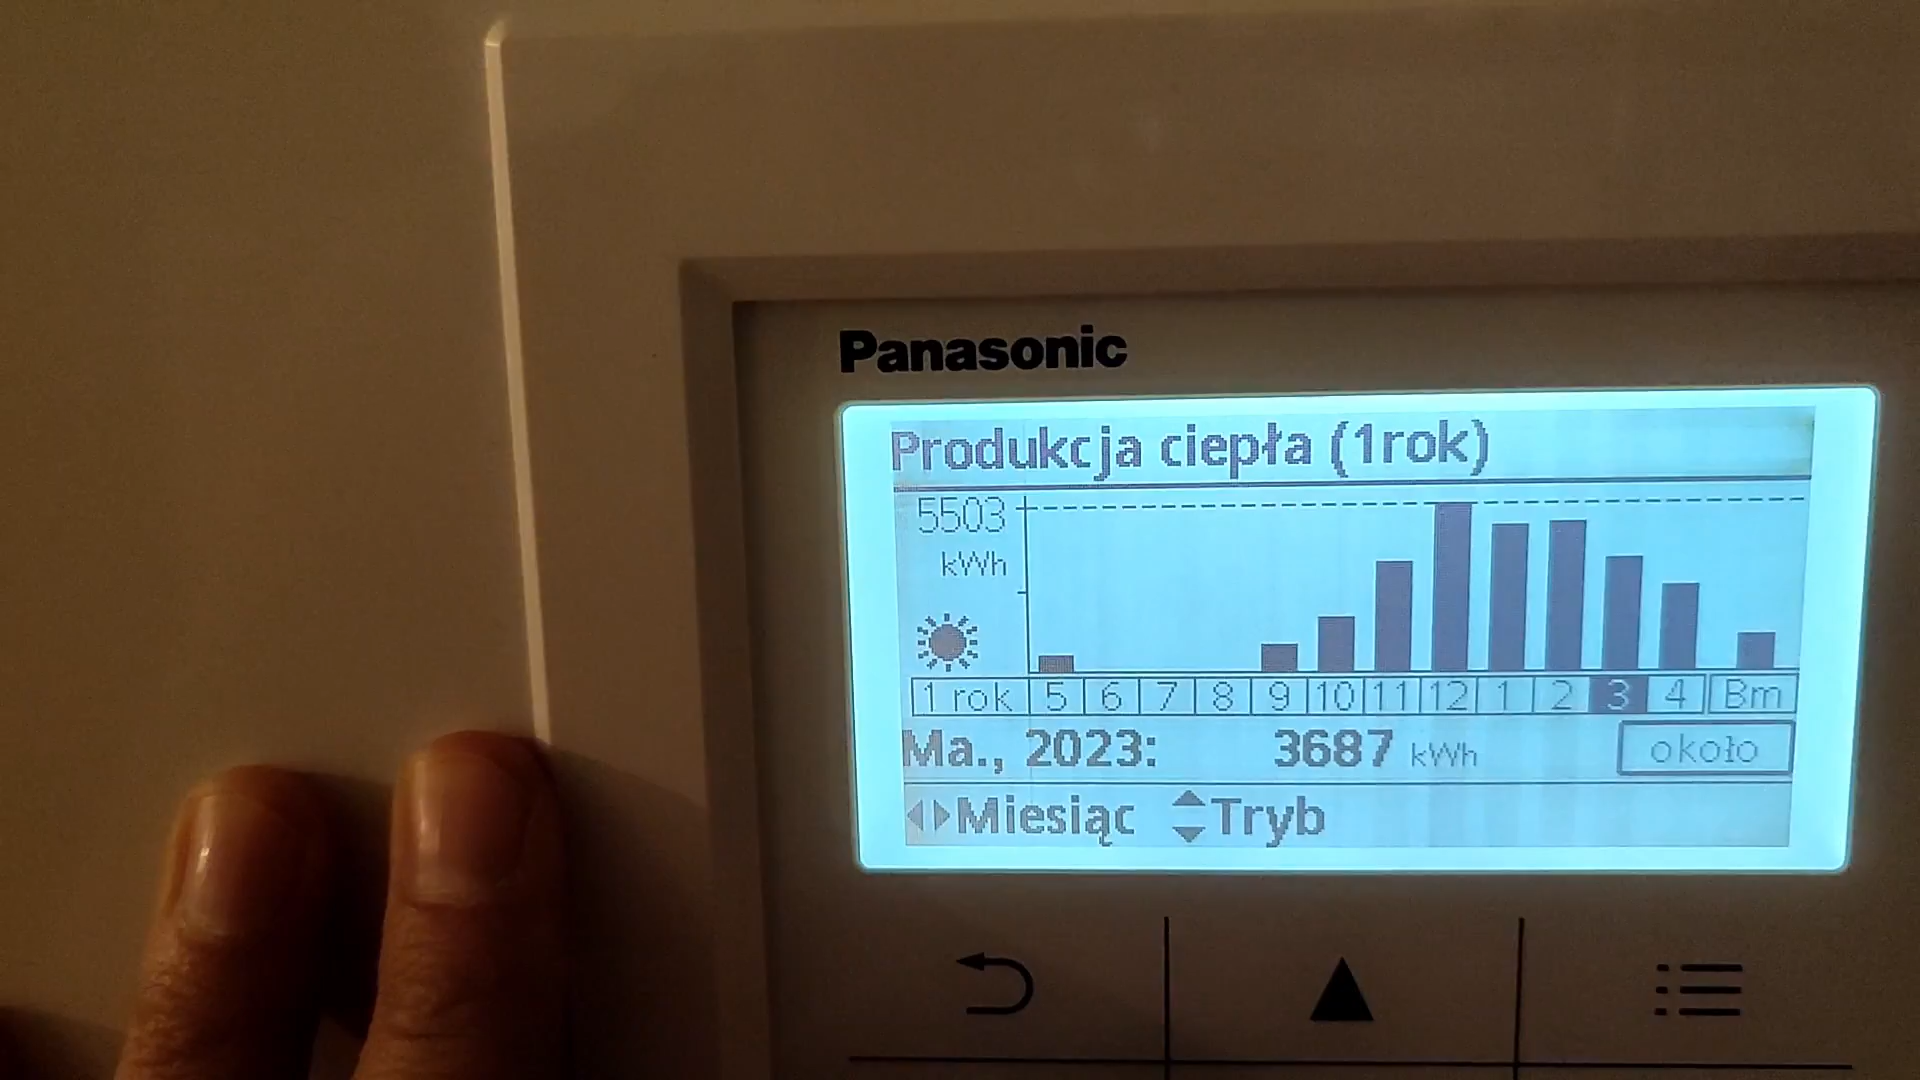 Panasonic
Produkcja ciepła (1rok)
5503
kWh
1 rok 5 6 7 8 9 10 11 12 1 2 3 4 Bm
Ma., 2023: 3687 kWh około
Miesiąc Tryb